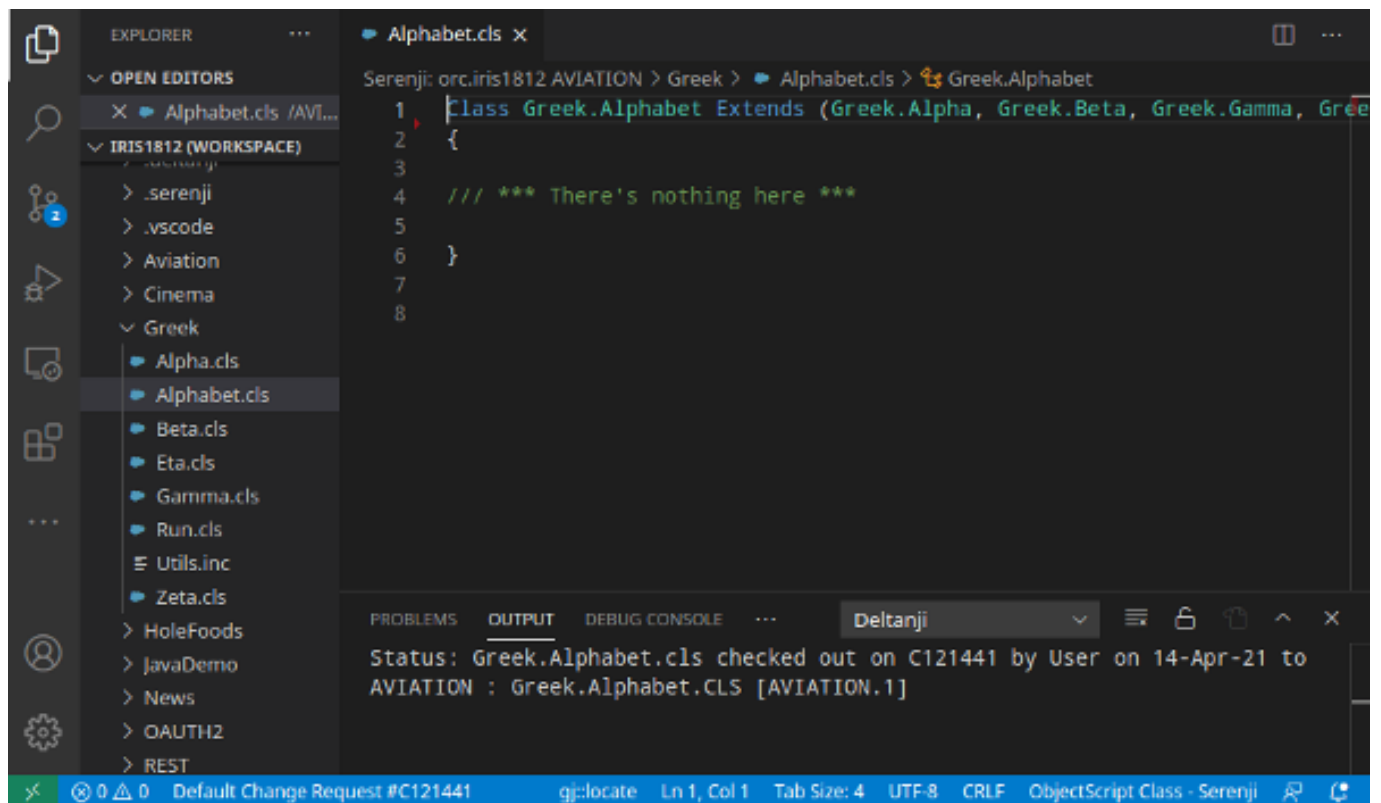 EXPLORER ···
OPEN EDITORS
Alphabet.cls /AVI...
IRIS1812 (WORKSPACE)
.serenji
.vscode
Aviation
Cinema
Greek
Alpha.cls
Alphabet.cls
Beta.cls
Eta.cls
Gamma.cls
Run.cls
Utils.inc
Zeta.cls
HoleFoods
JavaDemo
News
OAUTH2
REST
2
Alphabet.cls ×
Serenji: orc.iris1812 AVIATION > Greek > Alphabet.cls > Greek.Alphabet
1 Class Greek.Alphabet Extends (Greek.Alpha, Greek.Beta, Greek.Gamma, Gree
2 {
3
4 /// *** There's nothing here ***
5
6 }
7
8
PROBLEMS OUTPUT DEBUG CONSOLE ··· Deltanji
Status: Greek.Alphabet.cls checked out on C121441 by User on 14-Apr-21 to
AVIATION : Greek.Alphabet.CLS [AVIATION.1]
0 0 Default Change Request #C121441 gj::locate Ln 1, Col 1 Tab Size: 4 UTF-8 CRLF ObjectScript Class - Serenji